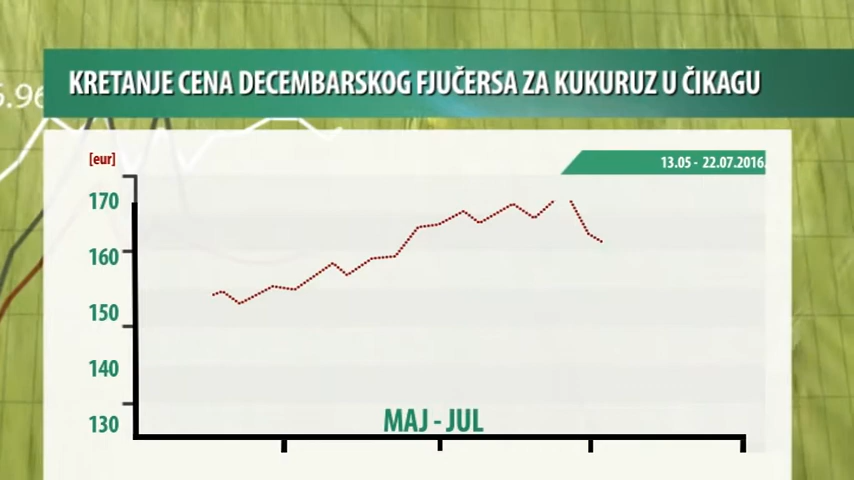 KRETANJE CENA DECEMBARSKOG FJUČERSA ZA KUKURUZ U ČIKAGU
[eur]
13.05 - 22.07.2016.
170
160
150
140
130
MAJ - JUL